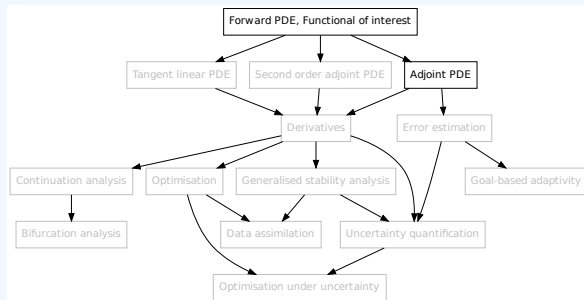 Forward PDE, Functional of interest
Tangent linear PDE
Second order adjoint PDE
Adjoint PDE
Derivatives
Error estimation
Continuation analysis
Optimisation
Generalised stability analysis
Goal-based adaptivity
Bifurcation analysis
Data assimilation
Uncertainty quantification
Optimisation under uncertainty